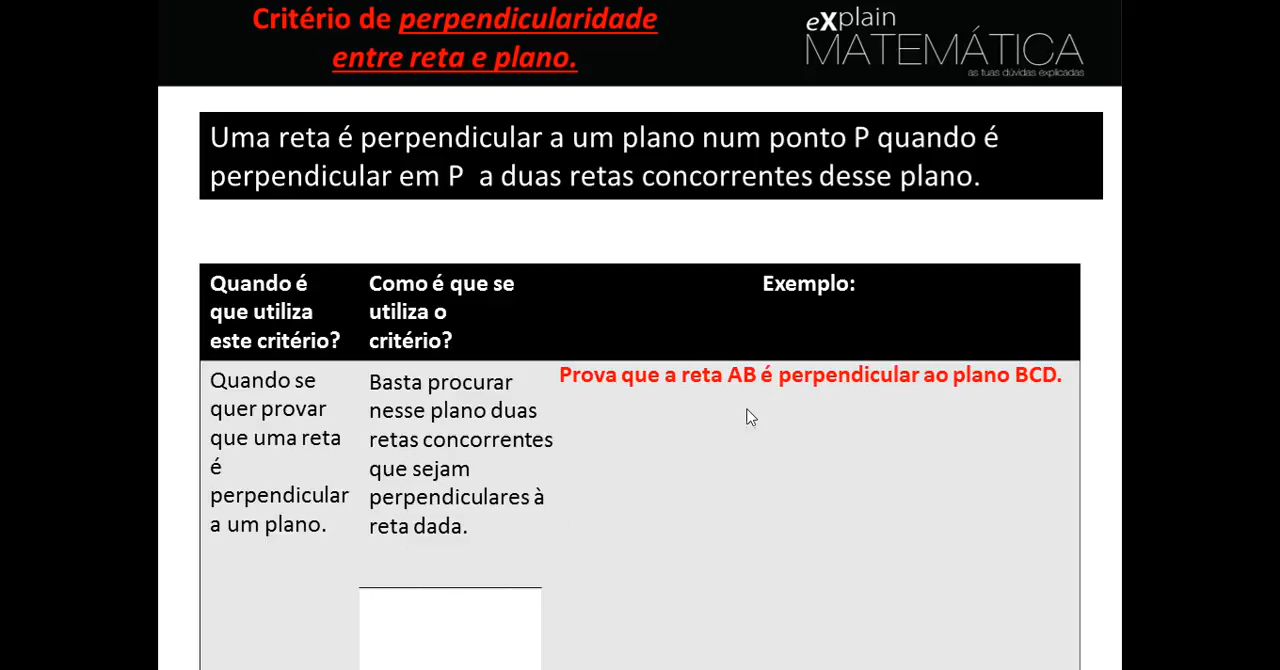 Critério de perpendicularidade
entre reta e plano.
eXplain
MATEMÁTICA
as tuas dúvidas explicadas
Uma reta é perpendicular a um plano num ponto P quando é
perpendicular em P a duas retas concorrentes desse plano.
Quando é
que utiliza
este critério?
Como é que se
utiliza o
critério?
Exemplo:
Quando se
quer provar
que uma reta
é
perpendicular
a um plano.
Basta procurar
nesse plano duas
retas concorrentes
que sejam
perpendiculares à
reta dada.
Prova que a reta AB é perpendicular ao plano BCD.